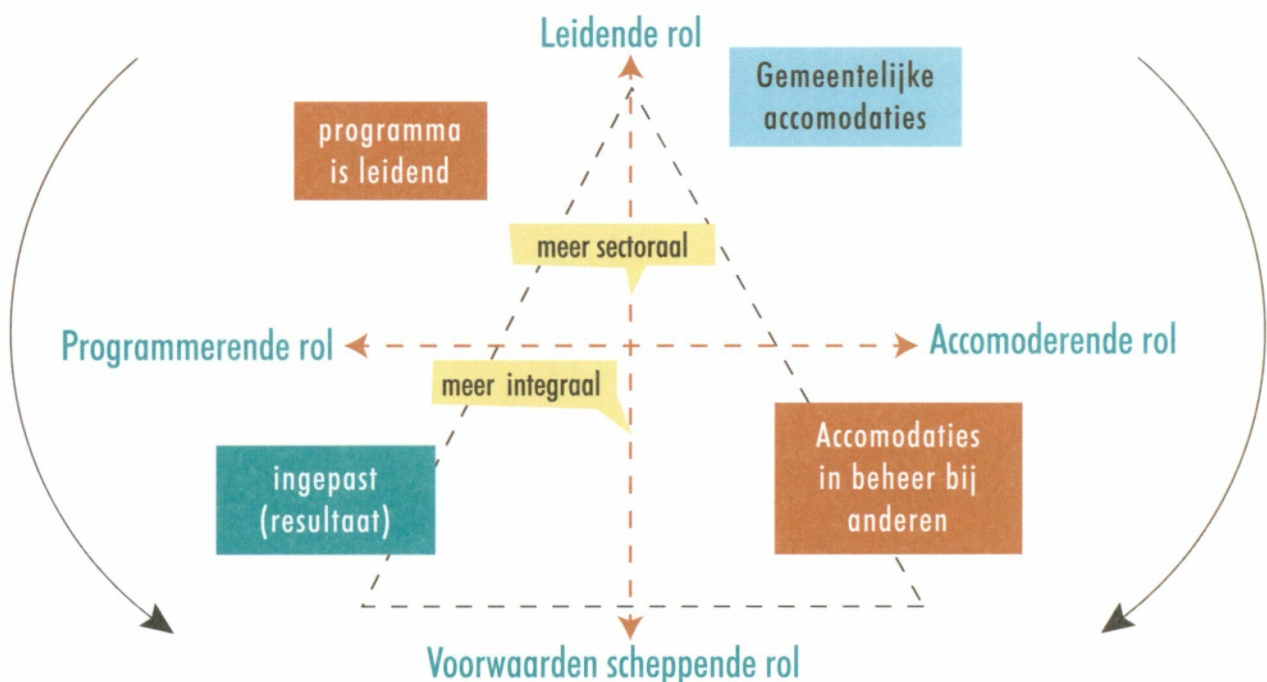 Leidende rol
Gemeentelijke
accomodaties
programma
is leidend
meer sectoraal
Programmerende rol
Accomoderende rol
meer integraal
Accomodaties
in beheer bij
anderen
ingepast
(resultaat)
Voorwaarden scheppende rol